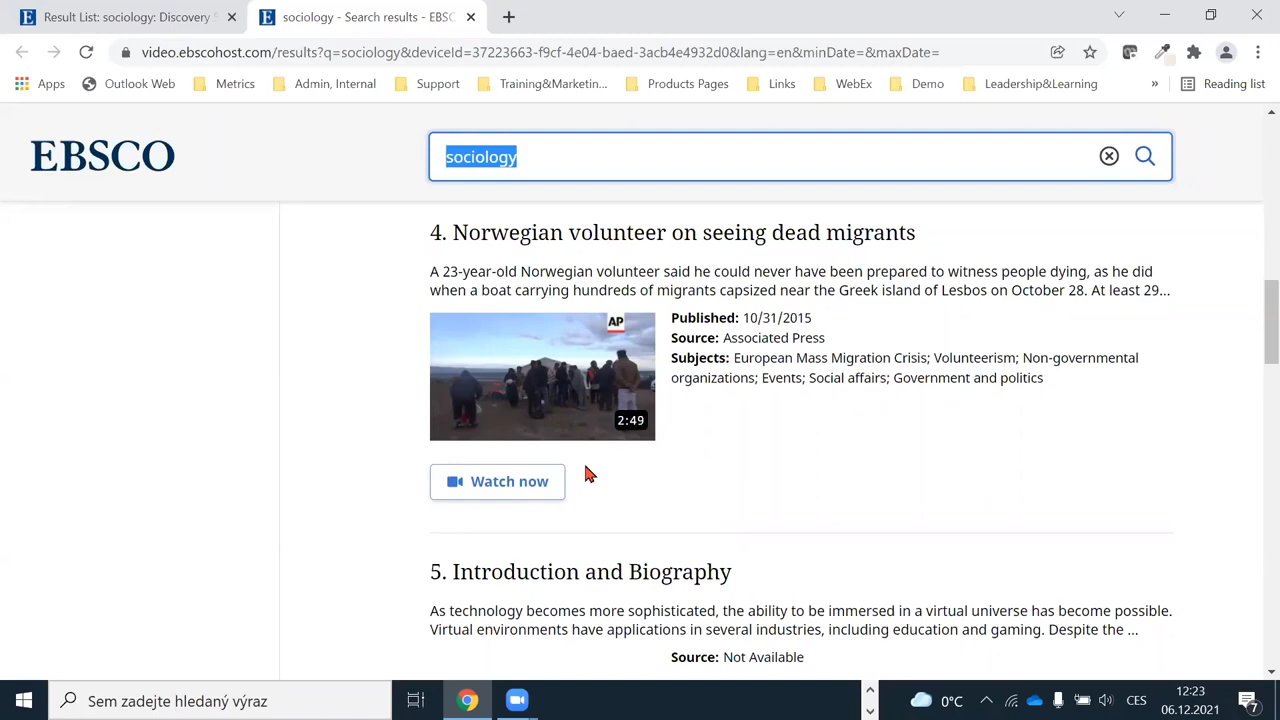 Result List: sociology: Discovery S
sociology - Search results - EBSC
video.ebscohost.com/results?q=sociology&deviceId=37223663-f9cf-4e04-baed-3acb4e4932d0&lang=en&minDate=&maxDate=
Apps
Outlook Web
Metrics
Admin, Internal
Support
Training&Marketin...
Products Pages
Links
WebEx
Demo
Leadership&Learning
»
Reading list
EBSCO
sociology
4. Norwegian volunteer on seeing dead migrants
A 23-year-old Norwegian volunteer said he could never have been prepared to witness people dying, as he did
when a boat carrying hundreds of migrants capsized near the Greek island of Lesbos on October 28. At least 29...
AP
2:49
Published: 10/31/2015
Source: Associated Press
Subjects: European Mass Migration Crisis; Volunteerism; Non-governmental
organizations; Events; Social affairs; Government and politics
Watch now
5. Introduction and Biography
As technology becomes more sophisticated, the ability to be immersed in a virtual universe has become possible.
Virtual environments have applications in several industries, including education and gaming. Despite the ...
Source: Not Available
Sem zadejte hledaný výraz
0°C
CES
12:23
06.12.2021
7